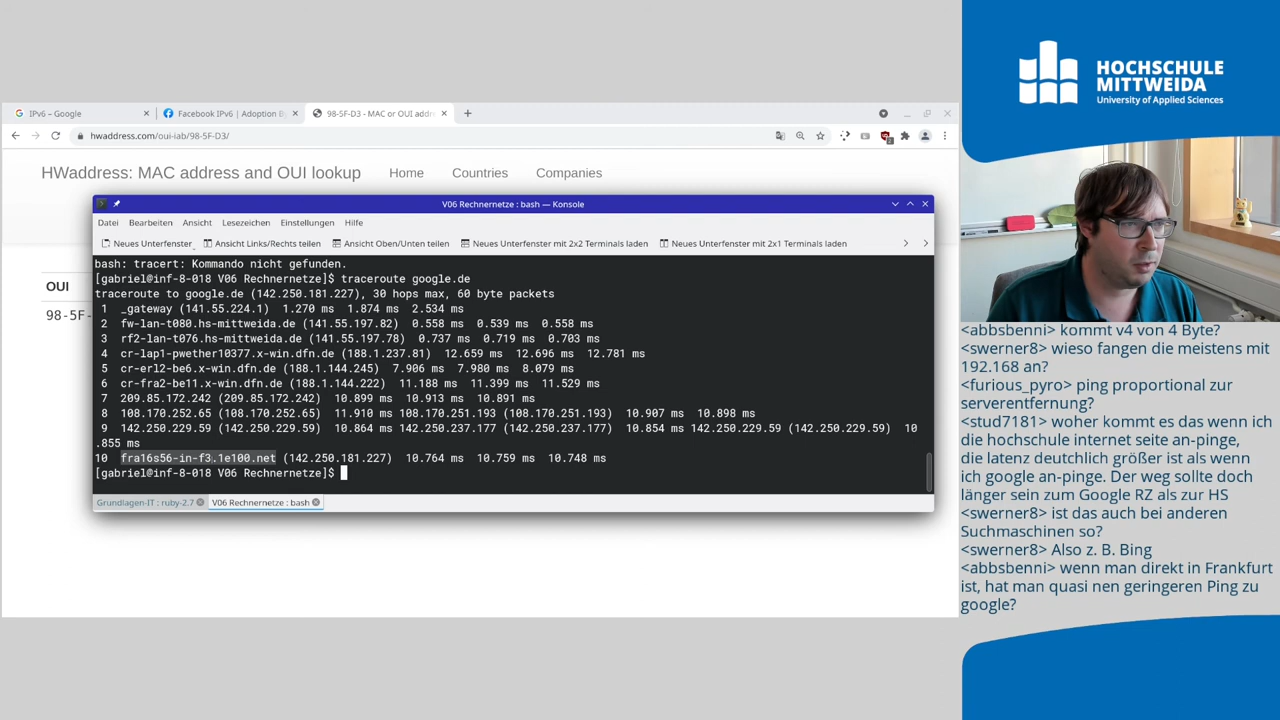 IPv6 – Google
Facebook IPv6 | Adoption B
98-5F-D3 - MAC or OUI addr
hwaddress.com/oui-iab/98-5F-D3/
HWaddress: MAC address and OUI lookup
Home
Countries
Companies
OUI
98-5F-
V06 Rechnernetze : bash — Konsole
Datei Bearbeiten Ansicht Lesezeichen Einstellungen Hilfe
Neues Unterfenster
Ansicht Links/Rechts teilen
Ansicht Oben/Unten teilen
Neues Unterfenster mit 2x2 Terminals laden
Neues Unterfenster mit 2x1 Terminals laden
bash: tracert: Kommando nicht gefunden.
[gabriel@inf-8-018 V06 Rechnernetze]$ traceroute google.de
traceroute to google.de (142.250.181.227), 30 hops max, 60 byte packets
1 _gateway (141.55.224.1) 1.270 ms 1.874 ms 2.534 ms
2 fw-lan-t080.hs-mittweida.de (141.55.197.82) 0.558 ms 0.539 ms 0.558 ms
3 rf2-lan-t076.hs-mittweida.de (141.55.197.78) 0.737 ms 0.719 ms 0.703 ms
4 cr-lap1-pwether10377.x-win.dfn.de (188.1.237.81) 12.659 ms 12.696 ms 12.781 ms
5 cr-erl2-be6.x-win.dfn.de (188.1.144.245) 7.906 ms 7.980 ms 8.079 ms
6 cr-fra2-be11.x-win.dfn.de (188.1.144.222) 11.188 ms 11.399 ms 11.529 ms
7 209.85.172.242 (209.85.172.242) 10.899 ms 10.913 ms 10.891 ms
8 108.170.252.65 (108.170.252.65) 11.910 ms 108.170.251.193 (108.170.251.193) 10.907 ms 10.898 ms
9 142.250.229.59 (142.250.229.59) 10.864 ms 142.250.237.177 (142.250.237.177) 10.854 ms 142.250.229.59 (142.250.229.59) 10
.855 ms
10 fra16s56-in-f3.1e100.net (142.250.181.227) 10.764 ms 10.759 ms 10.748 ms
[gabriel@inf-8-018 V06 Rechnernetze]$
Grundlagen-IT : ruby-2.7
V06 Rechnernetze : bash
HOCHSCHULE
MITTWEIDA
University of Applied Sciences
<abbsbenni> kommt v4 von 4 Byte?
<swerner8> wieso fangen die meistens mit
192.168 an?
<furious_pyro> ping proportional zur
serverentfernung?
<stud7181> woher kommt es das wenn ich
die hochschule internet seite an-pinge,
die latenz deutchlich größer ist als wenn
ich google an-pinge. Der weg sollte doch
länger sein zum Google RZ als zur HS
<swerner8> ist das auch bei anderen
Suchmaschinen so?
<swerner8> Also z. B. Bing
<abbsbenni> wenn man direkt in Frankfurt
ist, hat man quasi nen geringeren Ping zu
google?